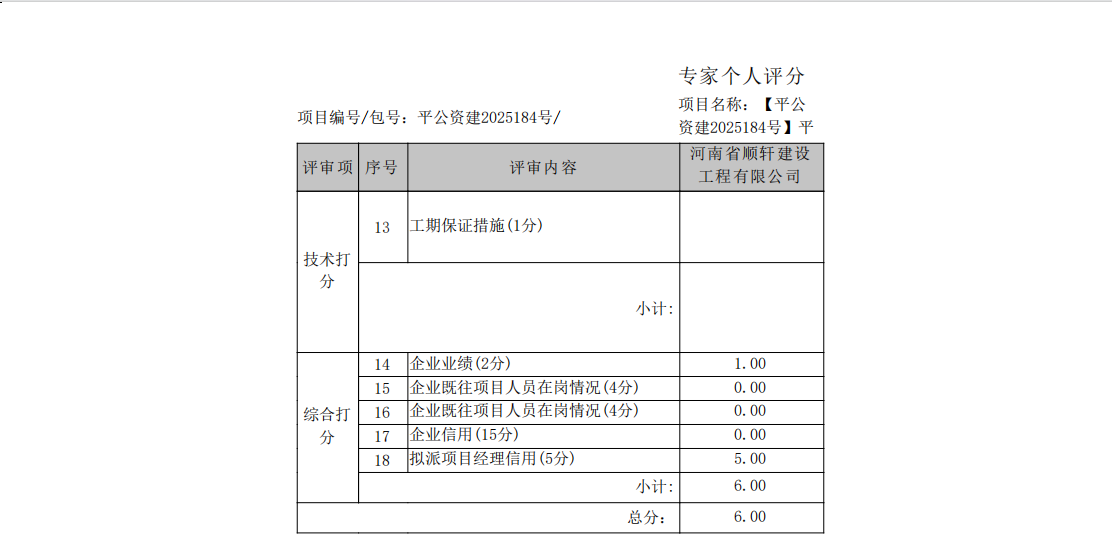 专家个人评分
项目编号/包号：平公资建2025184号/
项目名称：【平公
资建2025184号】平
评审项 序号 评审内容 河南省顺轩建设
工程有限公司
技术打
分
13 工期保证措施(1分)
小计:
综合打
分
14 企业业绩(2分) 1.00
15 企业既往项目人员在岗情况(4分) 0.00
16 企业既往项目人员在岗情况(4分) 0.00
17 企业信用(15分) 0.00
18 拟派项目经理信用(5分) 5.00
小计: 6.00
总分： 6.00